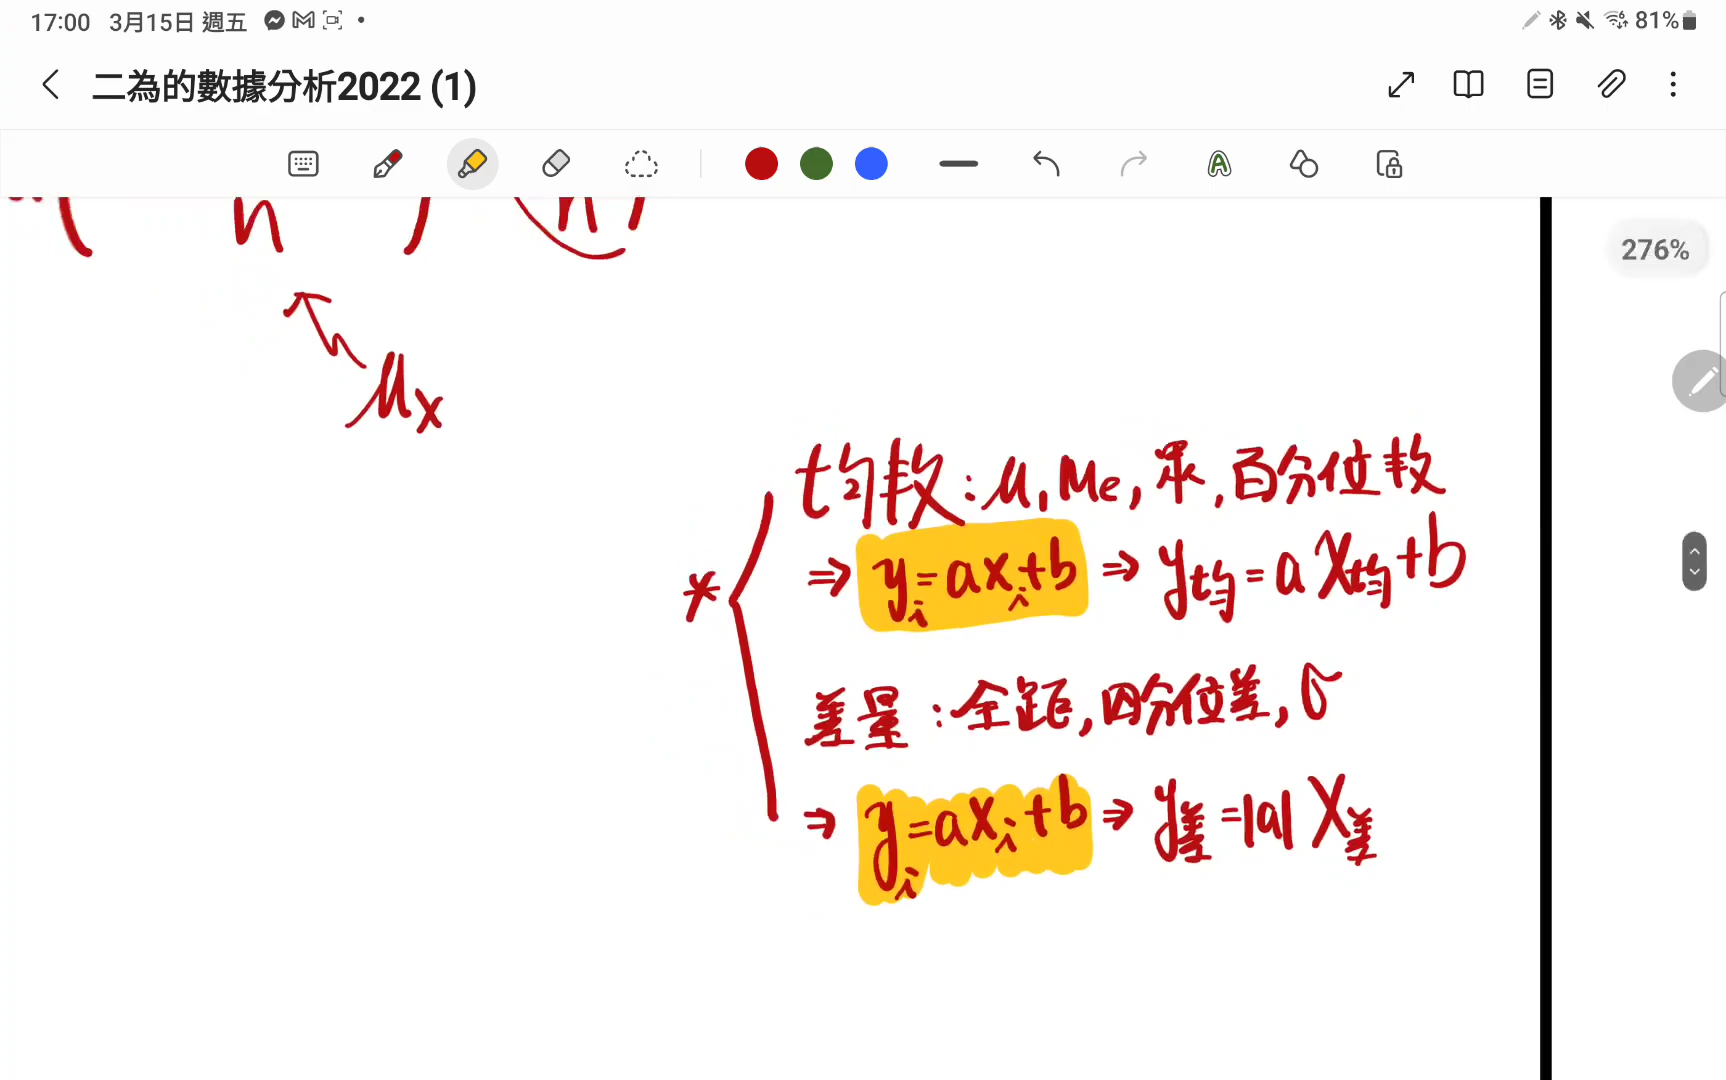 17:00 3月15日 週五 81%
二為的數據分析2022 (1)
276%
n n
μx
*
均數:μ, Me, 眾, 百分位數
⇒ yi = axi + b ⇒ y均 = a x均 + b
差量:全距, 四分位差, σ
⇒ yi = axi + b ⇒ y差 = |a| x差